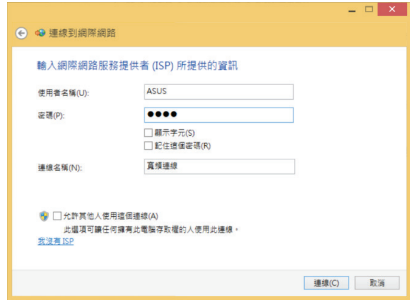 連線到網際網路
輸入網際網路服務提供者 (ISP) 所提供的資訊
使用者名稱(U):
ASUS
密碼(P):
●●●●
顯示字元(S)
記住這個密碼(R)
連線名稱(N):
寬頻連線
允許其他人使用這個連線(A)
此選項可讓任何擁有此電腦存取權的人使用此連線。
我沒有 ISP
連線(C)
取消